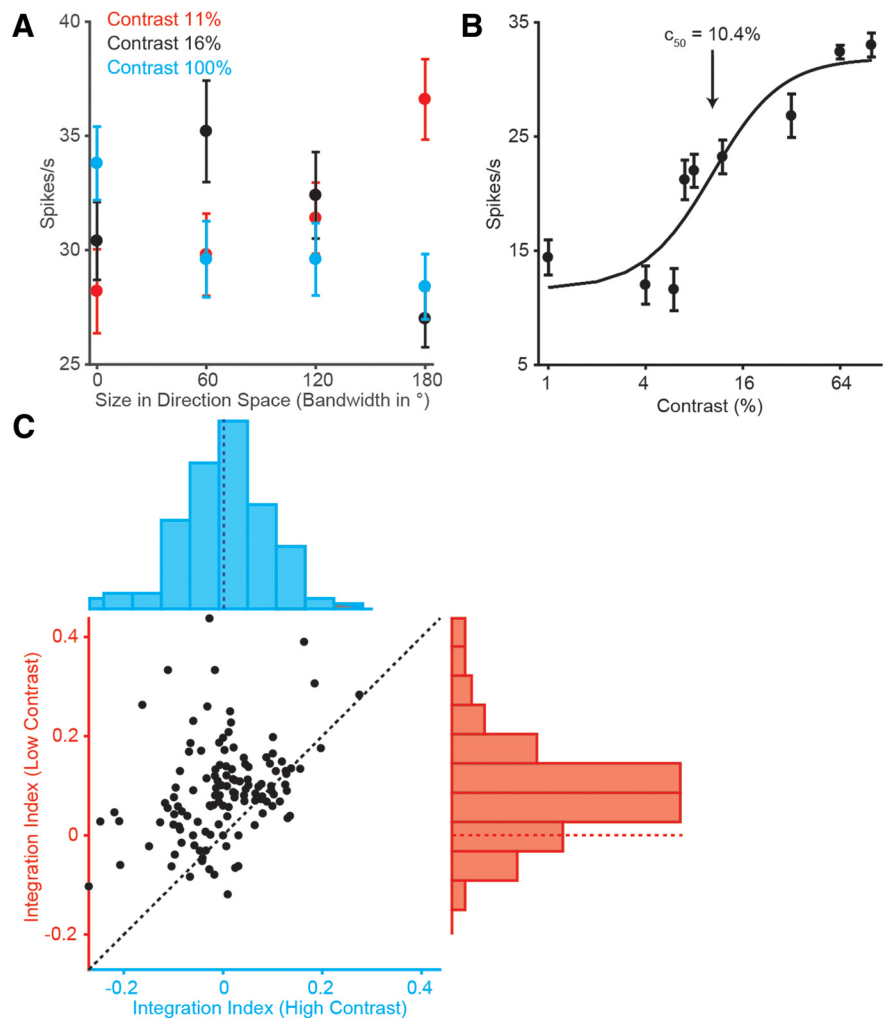 A
Contrast 11%
Contrast 16%
Contrast 100%
40
35
30
25
Spikes/s
0
60
120
180
Size in Direction Space (Bandwidth in °)
B
c50 = 10.4%
35
25
15
5
Spikes/s
1
4
16
64
Contrast (%)
C
0.4
0.2
0
-0.2
Integration Index (Low Contrast)
-0.2
0
0.2
0.4
Integration Index (High Contrast)